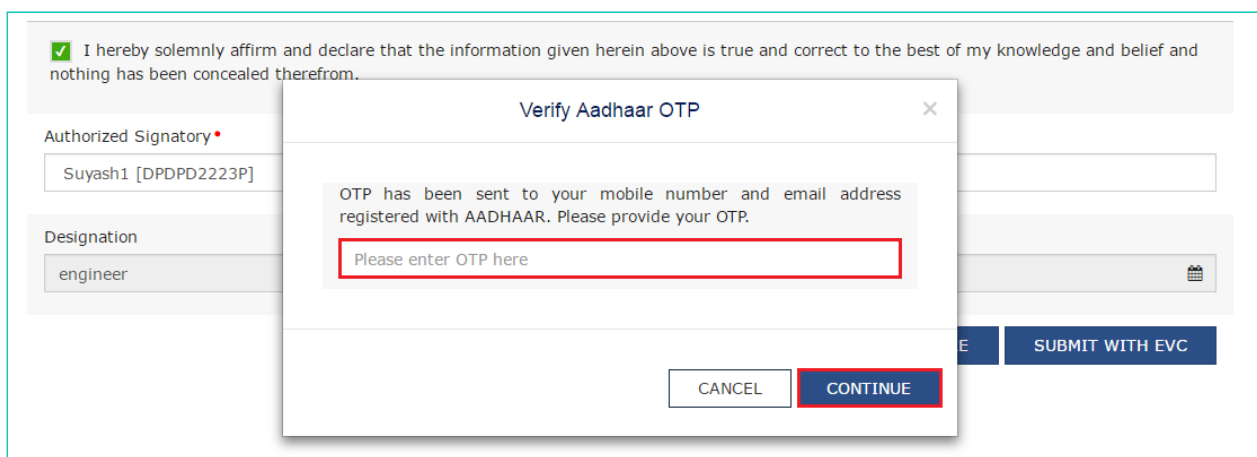 I hereby solemnly affirm and declare that the information given herein above is true and correct to the best of my knowledge and belief and
nothing has been concealed therefrom.
Verify Aadhaar OTP
×
Authorized Signatory•
Suyash1 [DPDPD2223P]
OTP has been sent to your mobile number and email address
registered with AADHAAR. Please provide your OTP.
Please enter OTP here
Designation
engineer
E
SUBMIT WITH EVC
CANCEL
CONTINUE